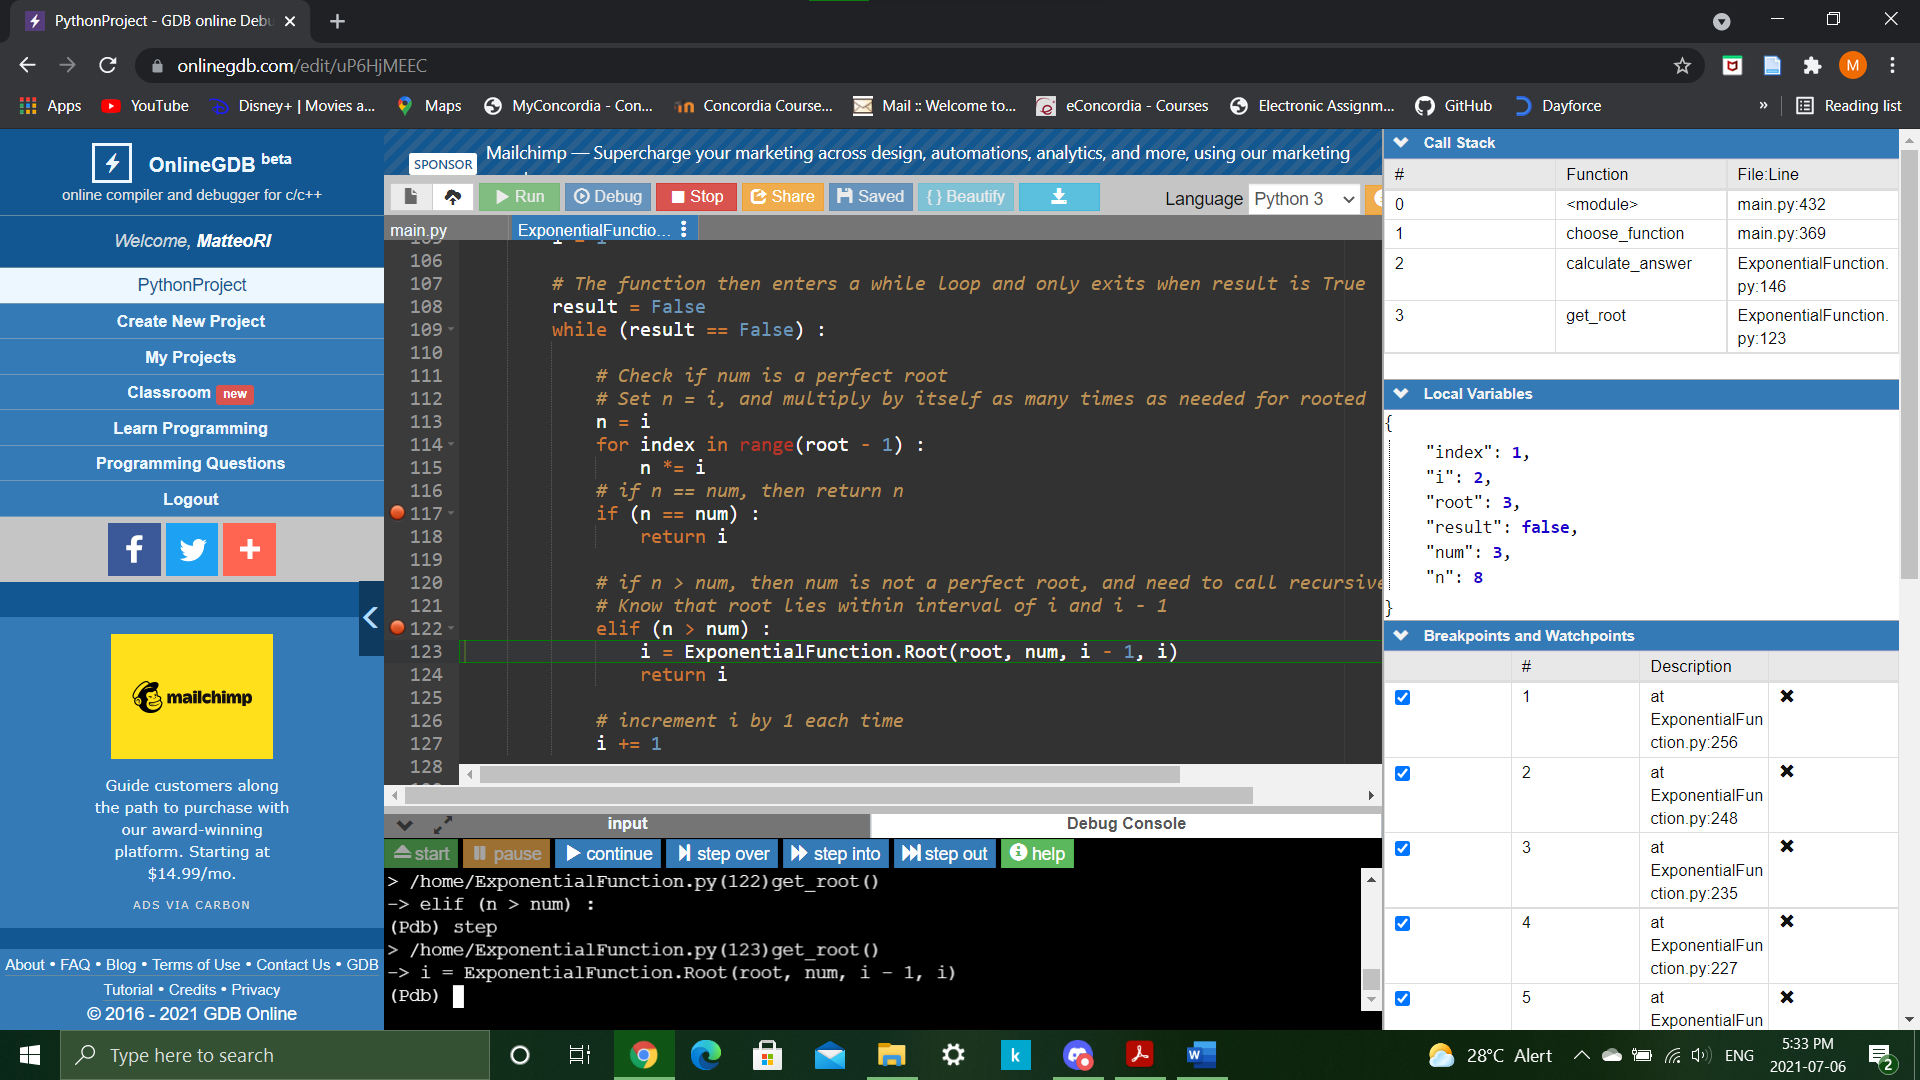 PythonProject - GDB online Debu
onlinegdb.com/edit/uP6HjMEEC
M
Apps YouTube Disney+ | Movies a... Maps MyConcordia - Con... Concordia Course... Mail :: Welcome to... eConcordia - Courses Electronic Assignm... GitHub Dayforce » Reading list
OnlineGDB beta
online compiler and debugger for c/c++
Welcome, MatteoRI
PythonProject
Create New Project
My Projects
Classroom new
Learn Programming
Programming Questions
Logout
mailchimp
Guide customers along
the path to purchase with
our award-winning
platform. Starting at
$14.99/mo.
ADS VIA CARBON
About • FAQ • Blog • Terms of Use • Contact Us • GDB
Tutorial • Credits • Privacy
© 2016 - 2021 GDB Online
SPONSOR Mailchimp — Supercharge your marketing across design, automations, analytics, and more, using our marketing
Run Debug Stop Share Saved { } Beautify Language Python 3
main.py ExponentialFunctio...
105 i = 1
106
107 # The function then enters a while loop and only exits when result is True
108 result = False
109 while (result == False) :
110
111 # Check if num is a perfect root
112 # Set n = i, and multiply by itself as many times as needed for rooted
113 n = i
114 for index in range(root - 1) :
115 n *= i
116 # if n == num, then return n
117 if (n == num) :
118 return i
119
120 # if n > num, then num is not a perfect root, and need to call recursive
121 # Know that root lies within interval of i and i - 1
122 elif (n > num) :
123 i = ExponentialFunction.Root(root, num, i - 1, i)
124 return i
125
126 # increment i by 1 each time
127 i += 1
128
input Debug Console
start pause continue step over step into step out help
> /home/ExponentialFunction.py(122)get_root()
-> elif (n > num) :
(Pdb) step
> /home/ExponentialFunction.py(123)get_root()
-> i = ExponentialFunction.Root(root, num, i - 1, i)
(Pdb)
Call Stack
# Function File:Line
0 <module> main.py:432
1 choose_function main.py:369
2 calculate_answer ExponentialFunction.
py:146
3 get_root ExponentialFunction.
py:123
Local Variables
{
"index": 1,
"i": 2,
"root": 3,
"result": false,
"num": 3,
"n": 8
}
Breakpoints and Watchpoints
# Description
1 at
ExponentialFun
ction.py:256
2 at
ExponentialFun
ction.py:248
3 at
ExponentialFun
ction.py:235
4 at
ExponentialFun
ction.py:227
5 at
ExponentialFun
Type here to search
28°C Alert ENG
5:33 PM
2021-07-06
2